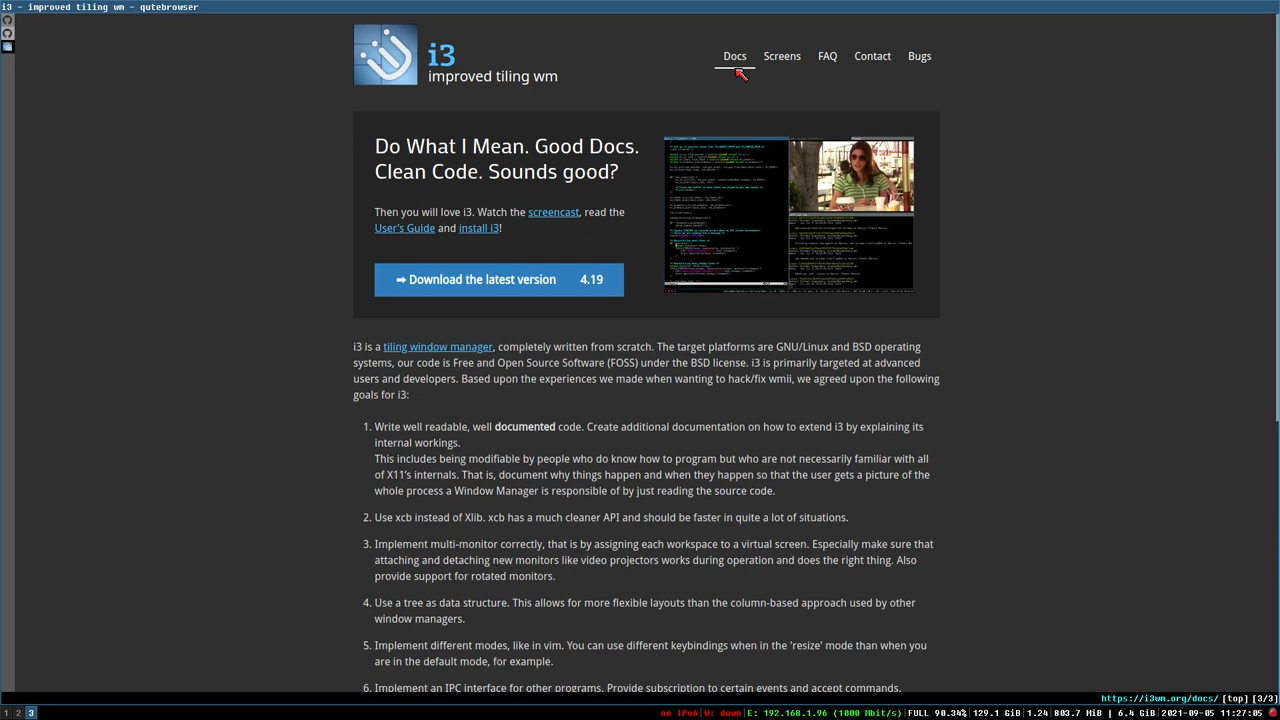 i3 - improved tiling wm - qutebrowser
i3
improved tiling wm
Docs Screens FAQ Contact Bugs
Do What I Mean. Good Docs.
Clean Code. Sounds good?
Then you will love i3. Watch the screencast, read the
User's Guide and install i3!
➡ Download the latest version 4.19
i3 is a tiling window manager, completely written from scratch. The target platforms are GNU/Linux and BSD operating
systems, our code is Free and Open Source Software (FOSS) under the BSD license. i3 is primarily targeted at advanced
users and developers. Based upon the experiences we made when wanting to hack/fix wmii, we agreed upon the following
goals for i3:
1. Write well readable, well documented code. Create additional documentation on how to extend i3 by explaining its
internal workings.
This includes being modifiable by people who do know how to program but who are not necessarily familiar with all
of X11's internals. That is, document why things happen and when they happen so that the user gets a picture of the
whole process a Window Manager is responsible of by just reading the source code.
2. Use xcb instead of Xlib. xcb has a much cleaner API and should be faster in quite a lot of situations.
3. Implement multi-monitor correctly, that is by assigning each workspace to a virtual screen. Especially make sure that
attaching and detaching new monitors like video projectors works during operation and does the right thing. Also
provide support for rotated monitors.
4. Use a tree as data structure. This allows for more flexible layouts than the column-based approach used by other
window managers.
5. Implement different modes, like in vim. You can use different keybindings when in the 'resize' mode than when you
are in the default mode, for example.
6. Implement an IPC interface for other programs. Provide subscription to certain events and accept commands.
https://i3wm.org/docs/ [top] [3/3]
1 2 3
no IPv6|W: down|E: 192.168.1.96 (1000 Mbit/s)|FULL 90.34%|129.1 GiB|1.24|803.7 MiB | 6.4 GiB|2021-09-05 11:27:05